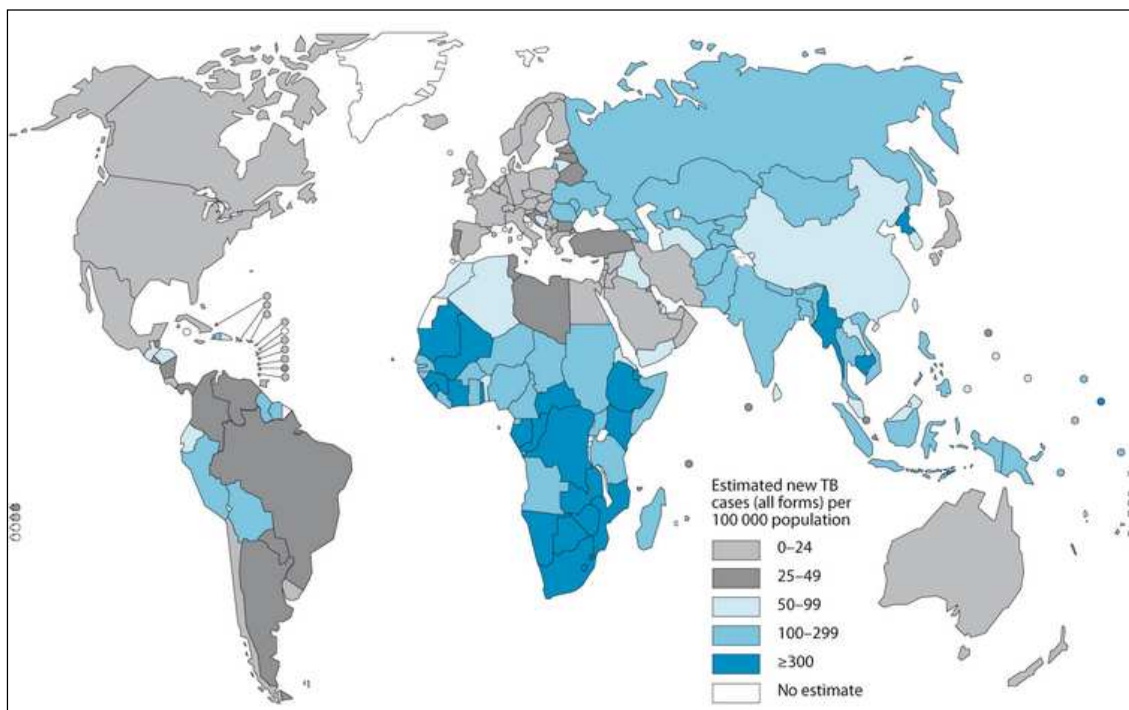 Estimated new TB
cases (all forms) per
100 000 population
0–24
25–49
50–99
100–299
≥300
No estimate